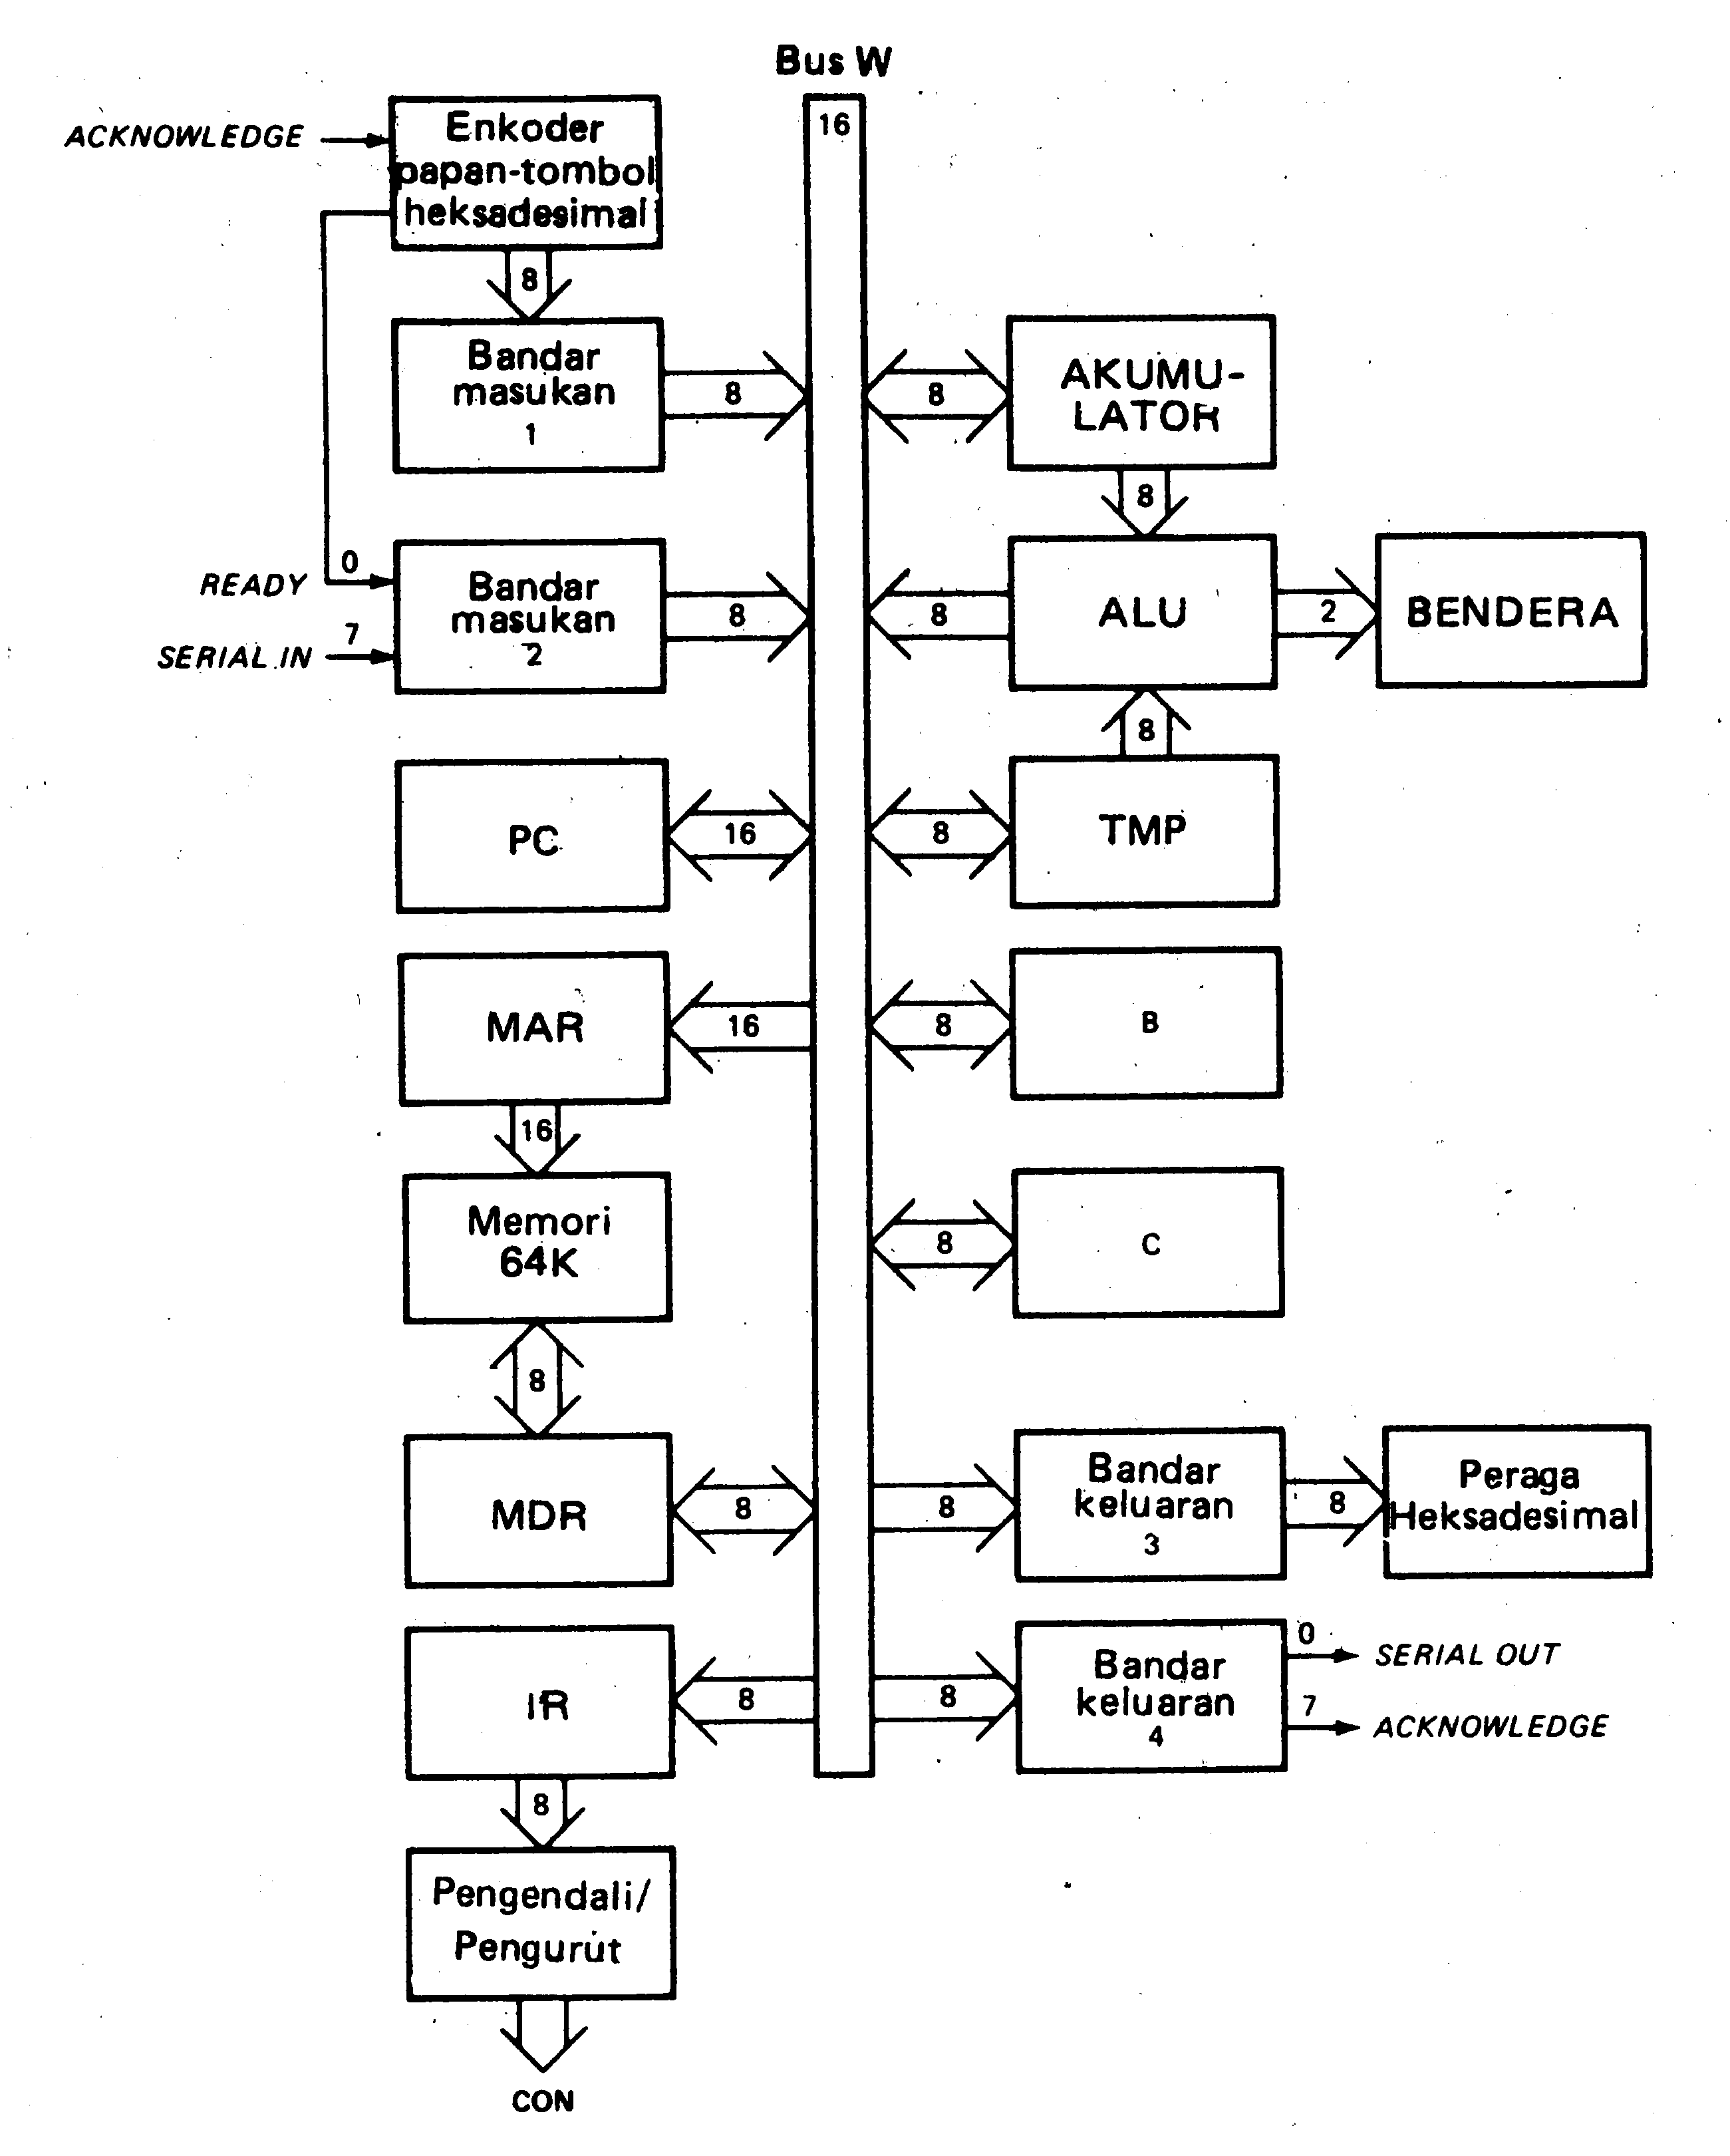 Bus W
16
ACKNOWLEDGE
Enkoder
papan-tombol
heksadesimal
8
Bandar
masukan
1
8
8
AKUMU-
LATOR
8
READY
0
SERIAL IN
7
Bandar
masukan
2
8
8
ALU
2
BENDERA
8
PC
16
8
TMP
MAR
16
8
B
16
Memori
64K
8
C
8
MDR
8
8
Bandar
keluaran
3
8
Peraga
Heksadesimal
IR
8
8
Bandar
keluaran
4
0
SERIAL OUT
7
ACKNOWLEDGE
8
Pengendali/
Pengurut
CON